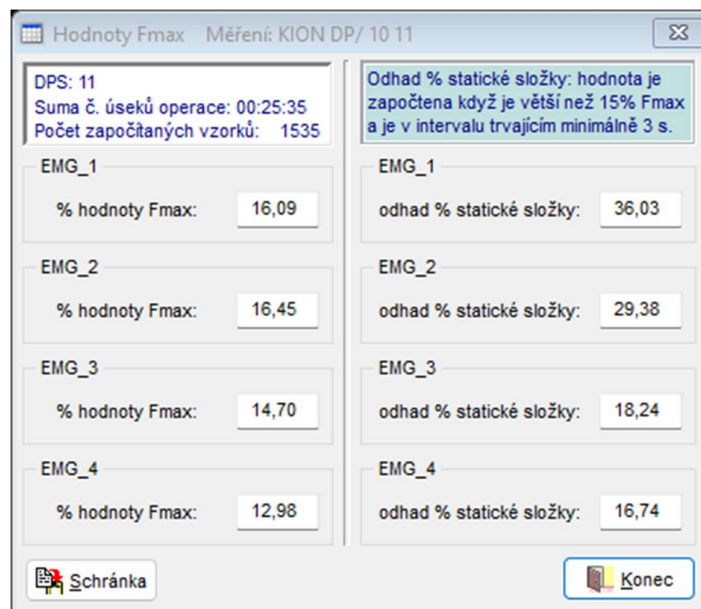 Hodnoty Fmax Měření: KION DP/ 10 11
DPS: 11
Suma č. úseků operace: 00:25:35
Počet započítaných vzorků: 1535
Odhad % statické složky: hodnota je
započtena když je větší než 15% Fmax
a je v intervalu trvajícím minimálně 3 s.
EMG_1
% hodnoty Fmax: 16,09
EMG_1
odhad % statické složky: 36,03
EMG_2
% hodnoty Fmax: 16,45
EMG_2
odhad % statické složky: 29,38
EMG_3
% hodnoty Fmax: 14,70
EMG_3
odhad % statické složky: 18,24
EMG_4
% hodnoty Fmax: 12,98
EMG_4
odhad % statické složky: 16,74
Schránka
Konec